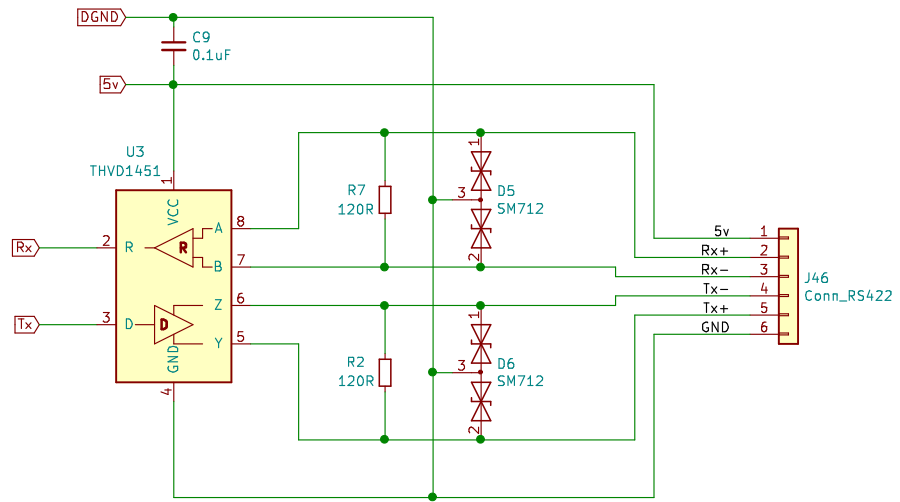 DGND
C9
0.1uF
5v
U3
THVD1451
1
VCC
R7
120R
1
3
D5
SM712
2
Rx
2
R
R
A
8
B
7
Z
6
Y
5
Tx
3
D
D
GND
4
R2
120R
1
3
D6
SM712
2
5v
1
Rx+
2
Rx-
3
Tx-
4
Tx+
5
GND
6
J46
Conn_RS422